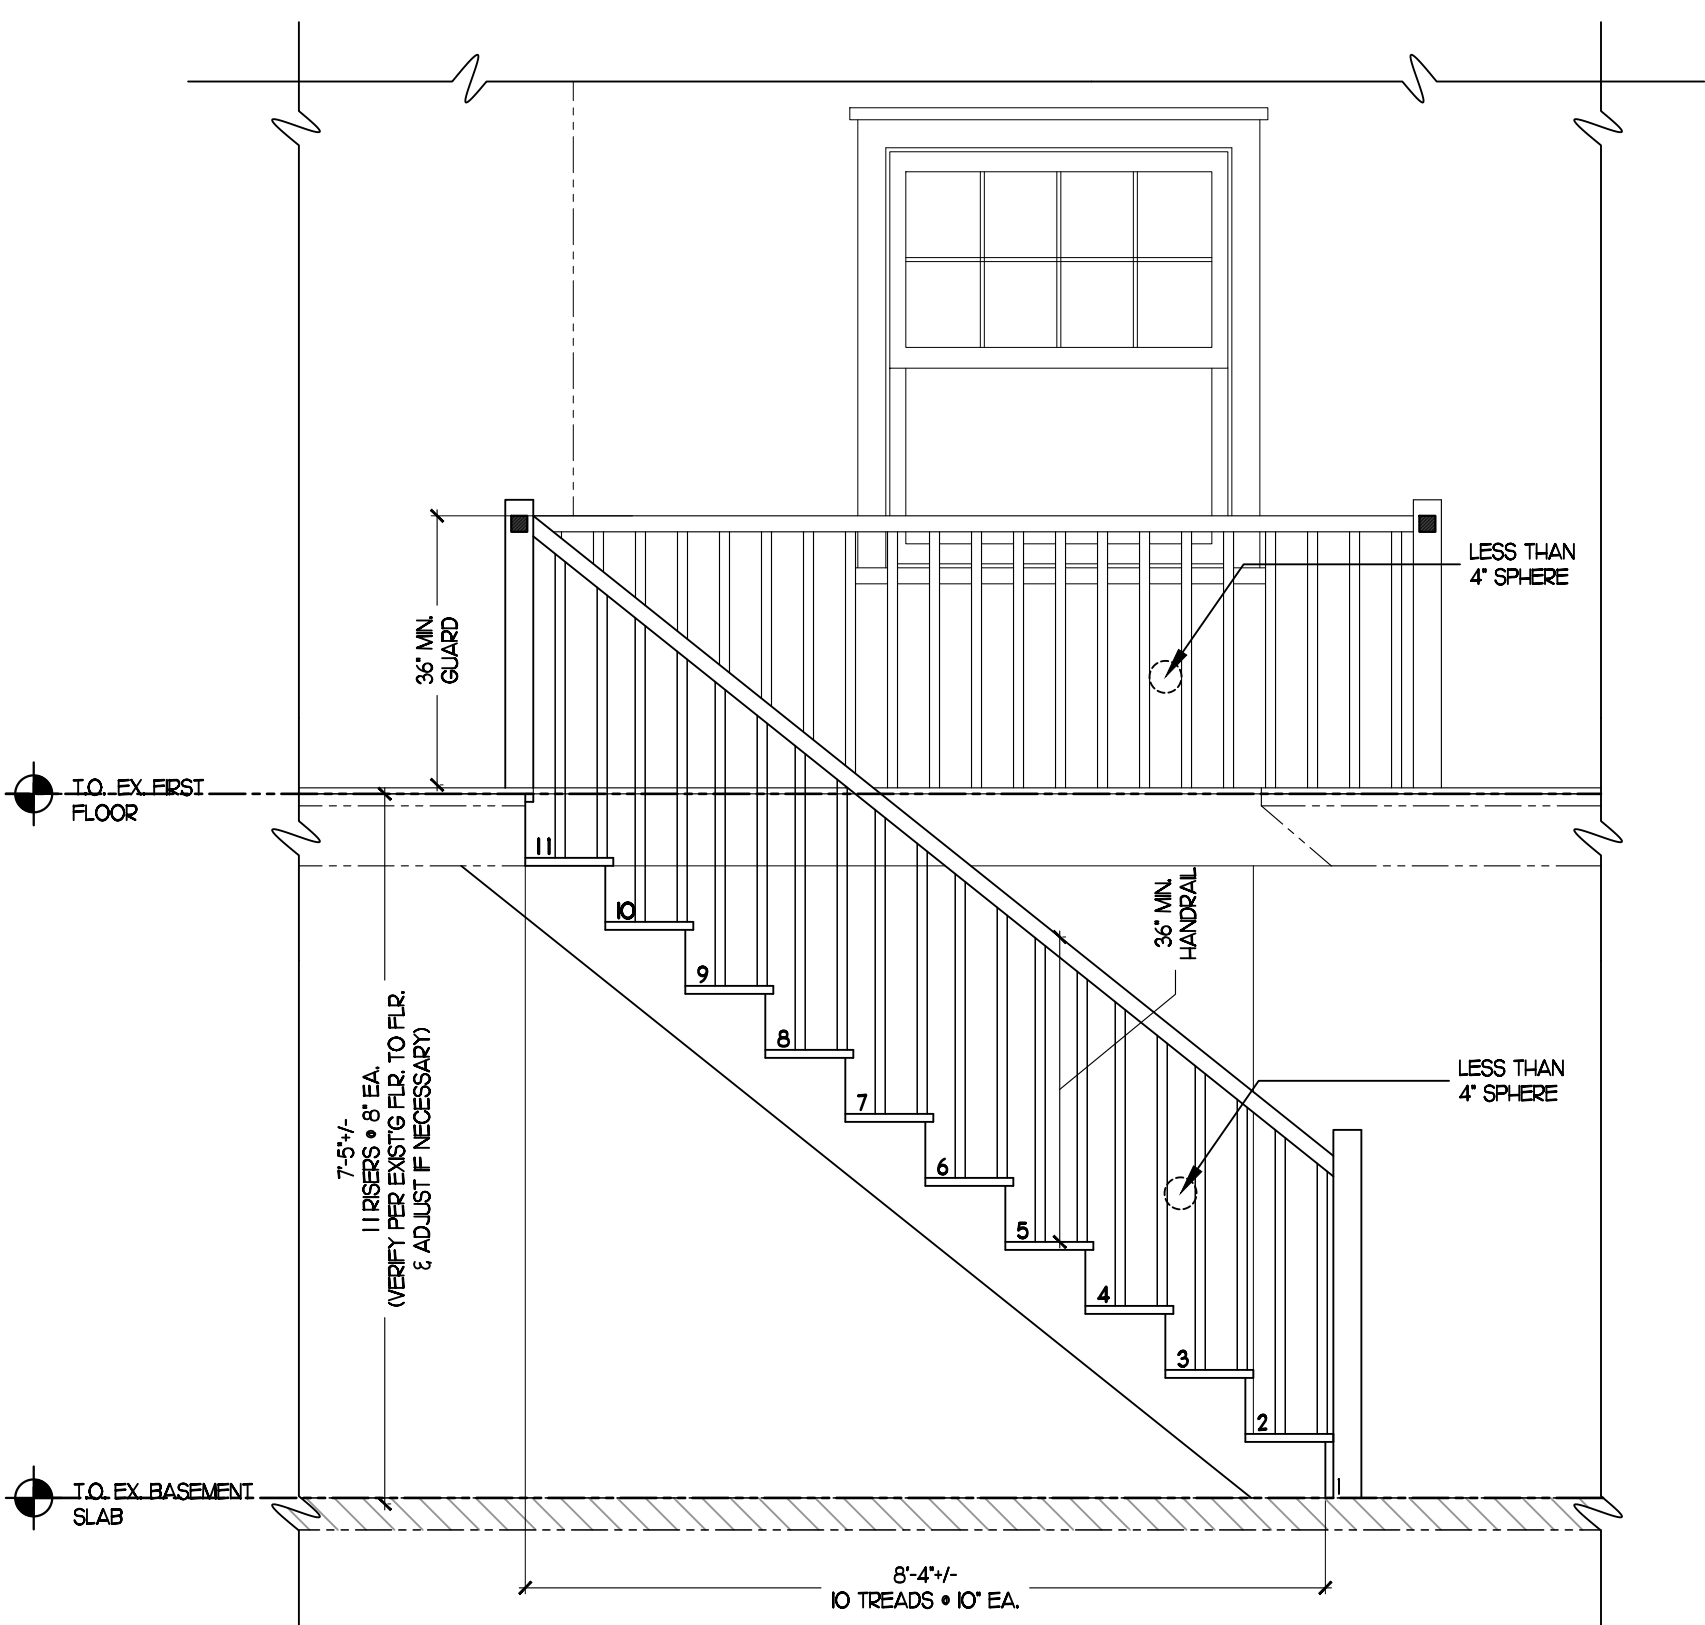 LESS THAN
4" SPHERE
36" MIN.
GUARD
T.O. EX. FIRST
FLOOR
11
10
9
8
7
6
5
4
3
2
1
36" MIN.
HANDRAIL
LESS THAN
4" SPHERE
7'-5"+/-
11 RISERS @ 8" EA.
(VERIFY PER EXIST'G FLR. TO FLR.
& ADJUST IF NECESSARY)
T.O. EX. BASEMENT
SLAB
8'-4"+/-
10 TREADS @ 10" EA.